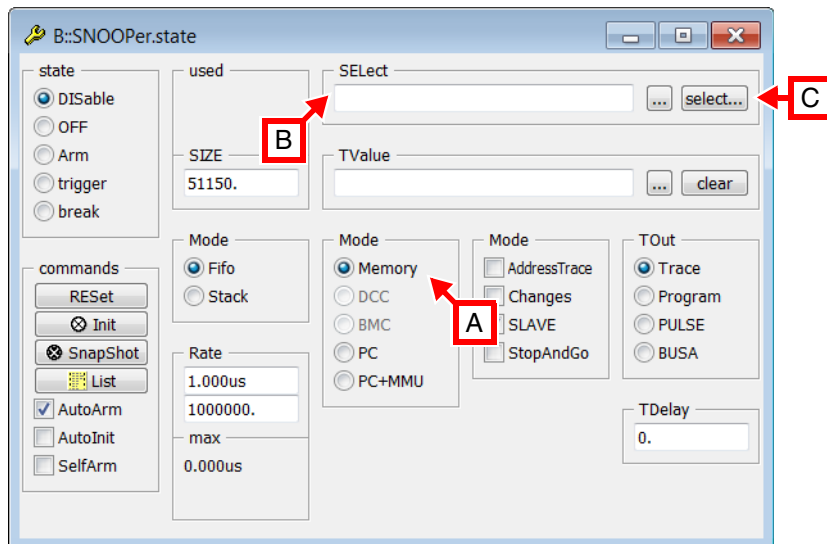 B::SNOOPer.state
state
DISable
OFF
Arm
trigger
break
used
SIZE
51150.
SELect
... select...
C
B
TValue
... clear
commands
RESet
Init
SnapShot
List
AutoArm
AutoInit
SelfArm
Mode
Fifo
Stack
Rate
1.000us
1000000.
max
0.000us
Mode
Memory
DCC
BMC
PC
PC+MMU
A
Mode
AddressTrace
Changes
SLAVE
StopAndGo
TOut
Trace
Program
PULSE
BUSA
TDelay
0.